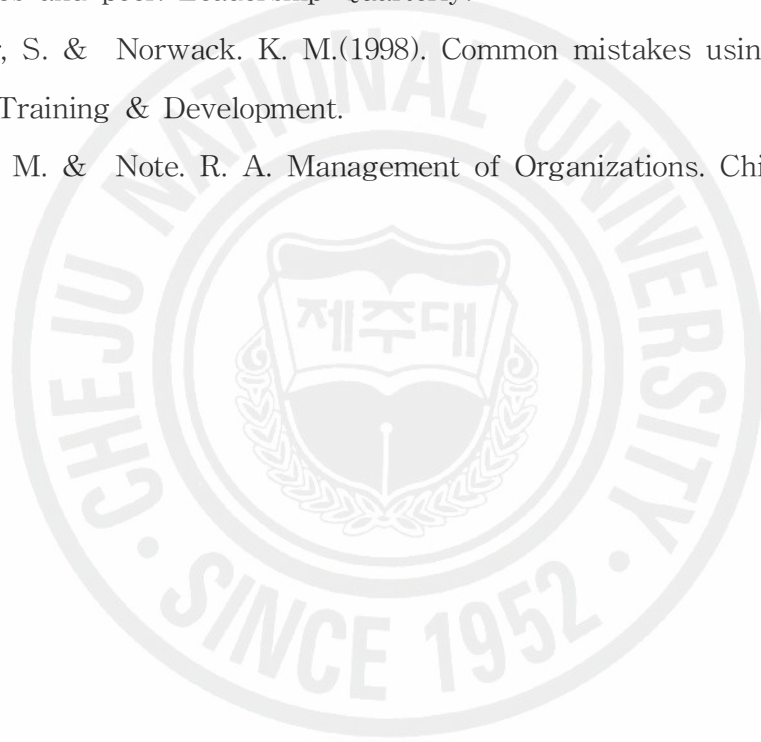 es and peer. Leadership Quarterly.
, S. & Norwack. K. M.(1998). Common mistakes usin
Training & Development.
M. & Note. R. A. Management of Organizations. Chi
CHEJU NATIONAL UNIVERSITY
제주대
· SINCE 1952 ·